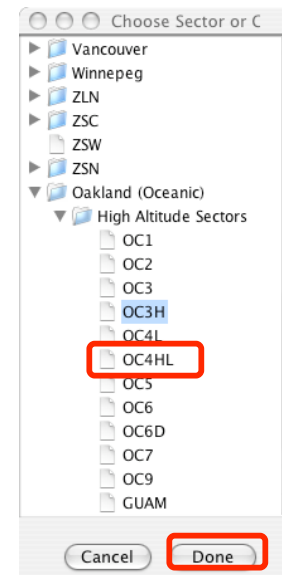 Choose Sector or C
Vancouver
Winnepeg
ZLN
ZSC
ZSW
ZSN
Oakland (Oceanic)
High Altitude Sectors
OC1
OC2
OC3
OC3H
OC4L
OC4HL
OC5
OC6
OC6D
OC7
OC9
GUAM
Cancel Done